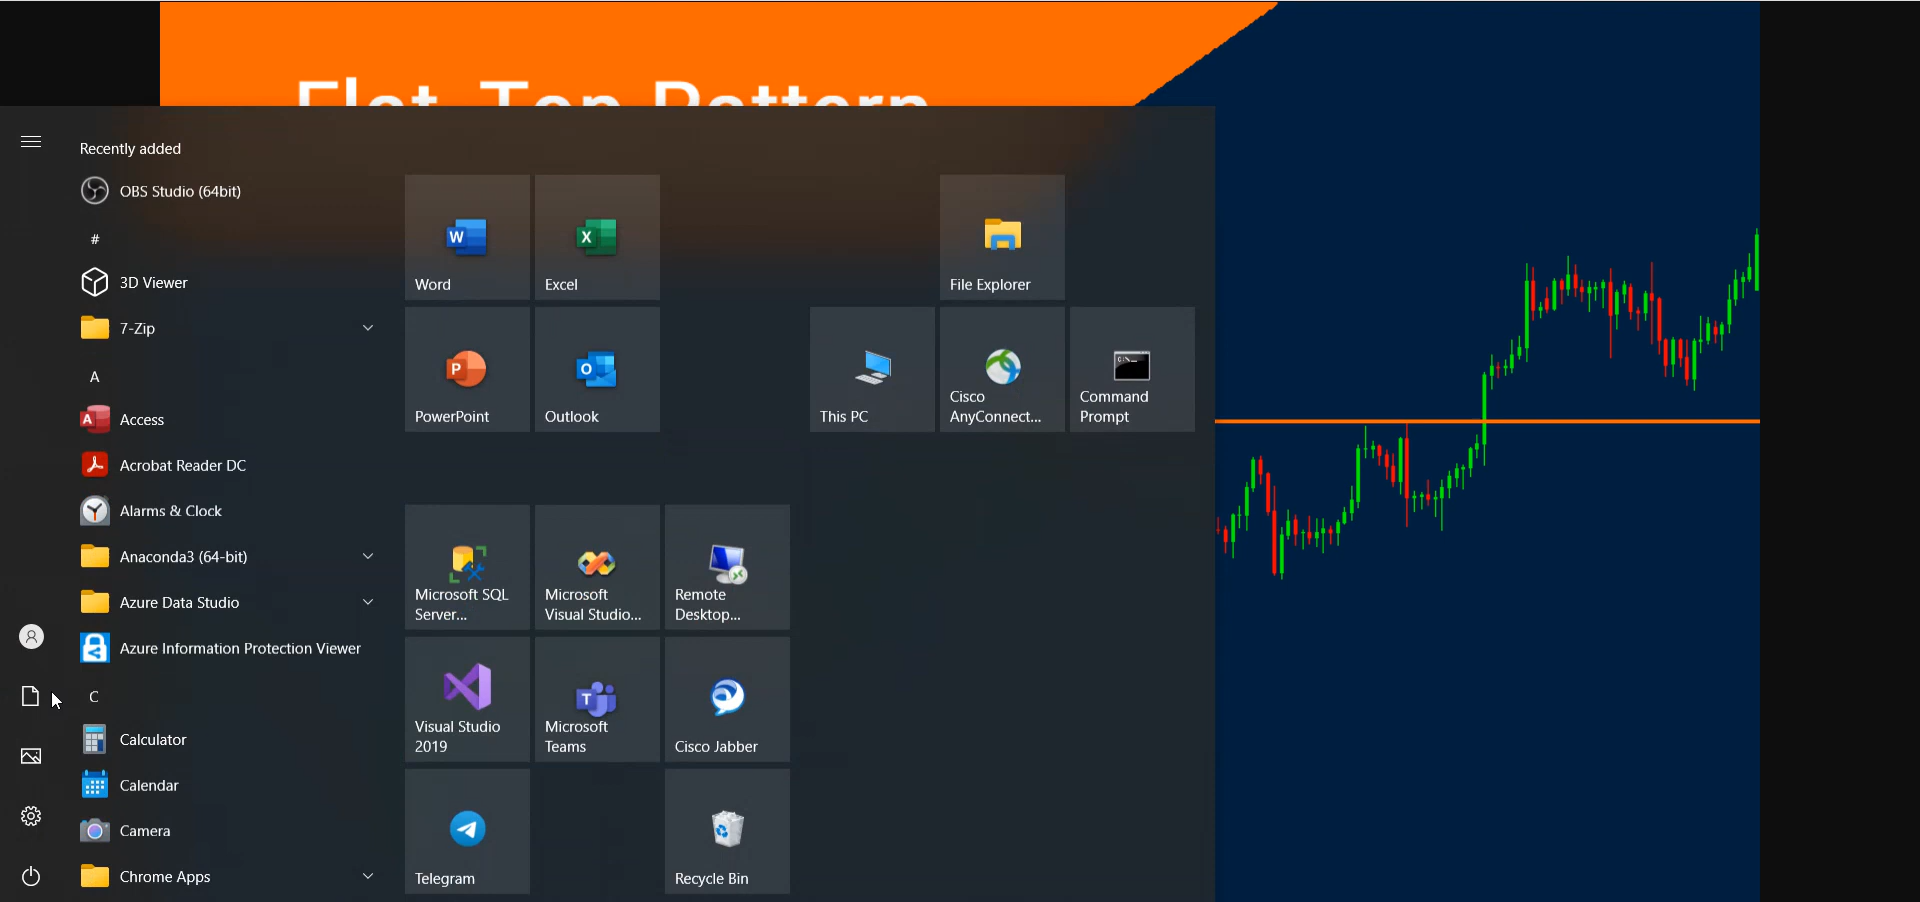 Flat-Top Pattern
Recently added
OBS Studio (64bit)
#
3D Viewer
7-Zip
A
Access
Acrobat Reader DC
Alarms & Clock
Anaconda3 (64-bit)
Azure Data Studio
Azure Information Protection Viewer
C
Calculator
Calendar
Camera
Chrome Apps
Word
Excel
File Explorer
PowerPoint
Outlook
This PC
Cisco
AnyConnect...
Command
Prompt
Microsoft SQL
Server...
Microsoft
Visual Studio...
Remote
Desktop...
Visual Studio
2019
Microsoft
Teams
Cisco Jabber
Telegram
Recycle Bin